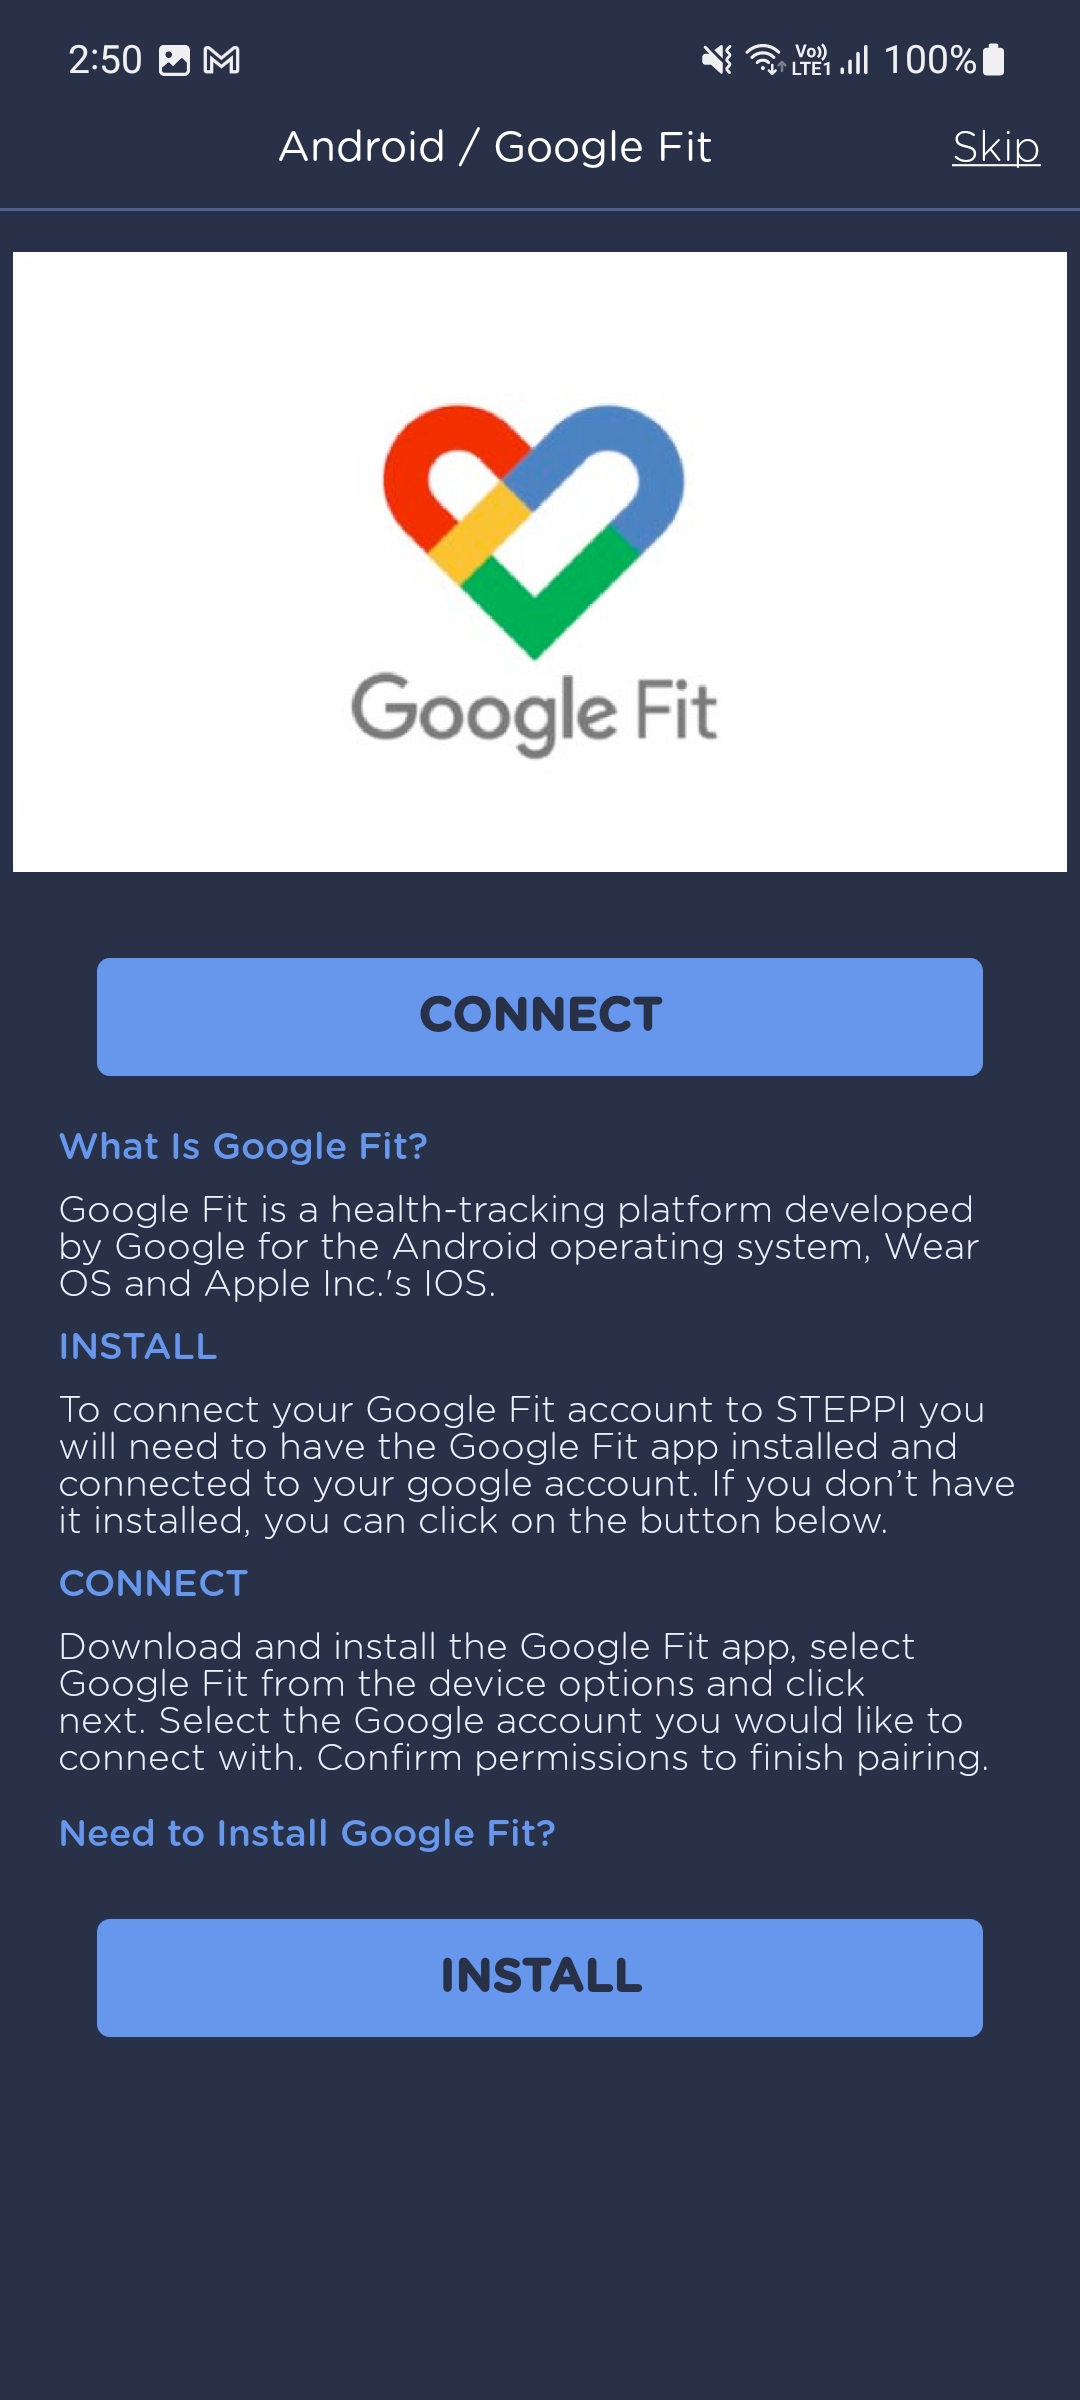 2:50
Vo))
LTE1
100%
Android / Google Fit
Skip
Google Fit
CONNECT
What Is Google Fit?
Google Fit is a health-tracking platform developed
by Google for the Android operating system, Wear
OS and Apple Inc.'s IOS.
INSTALL
To connect your Google Fit account to STEPPI you
will need to have the Google Fit app installed and
connected to your google account. If you don’t have
it installed, you can click on the button below.
CONNECT
Download and install the Google Fit app, select
Google Fit from the device options and click
next. Select the Google account you would like to
connect with. Confirm permissions to finish pairing.
Need to Install Google Fit?
INSTALL